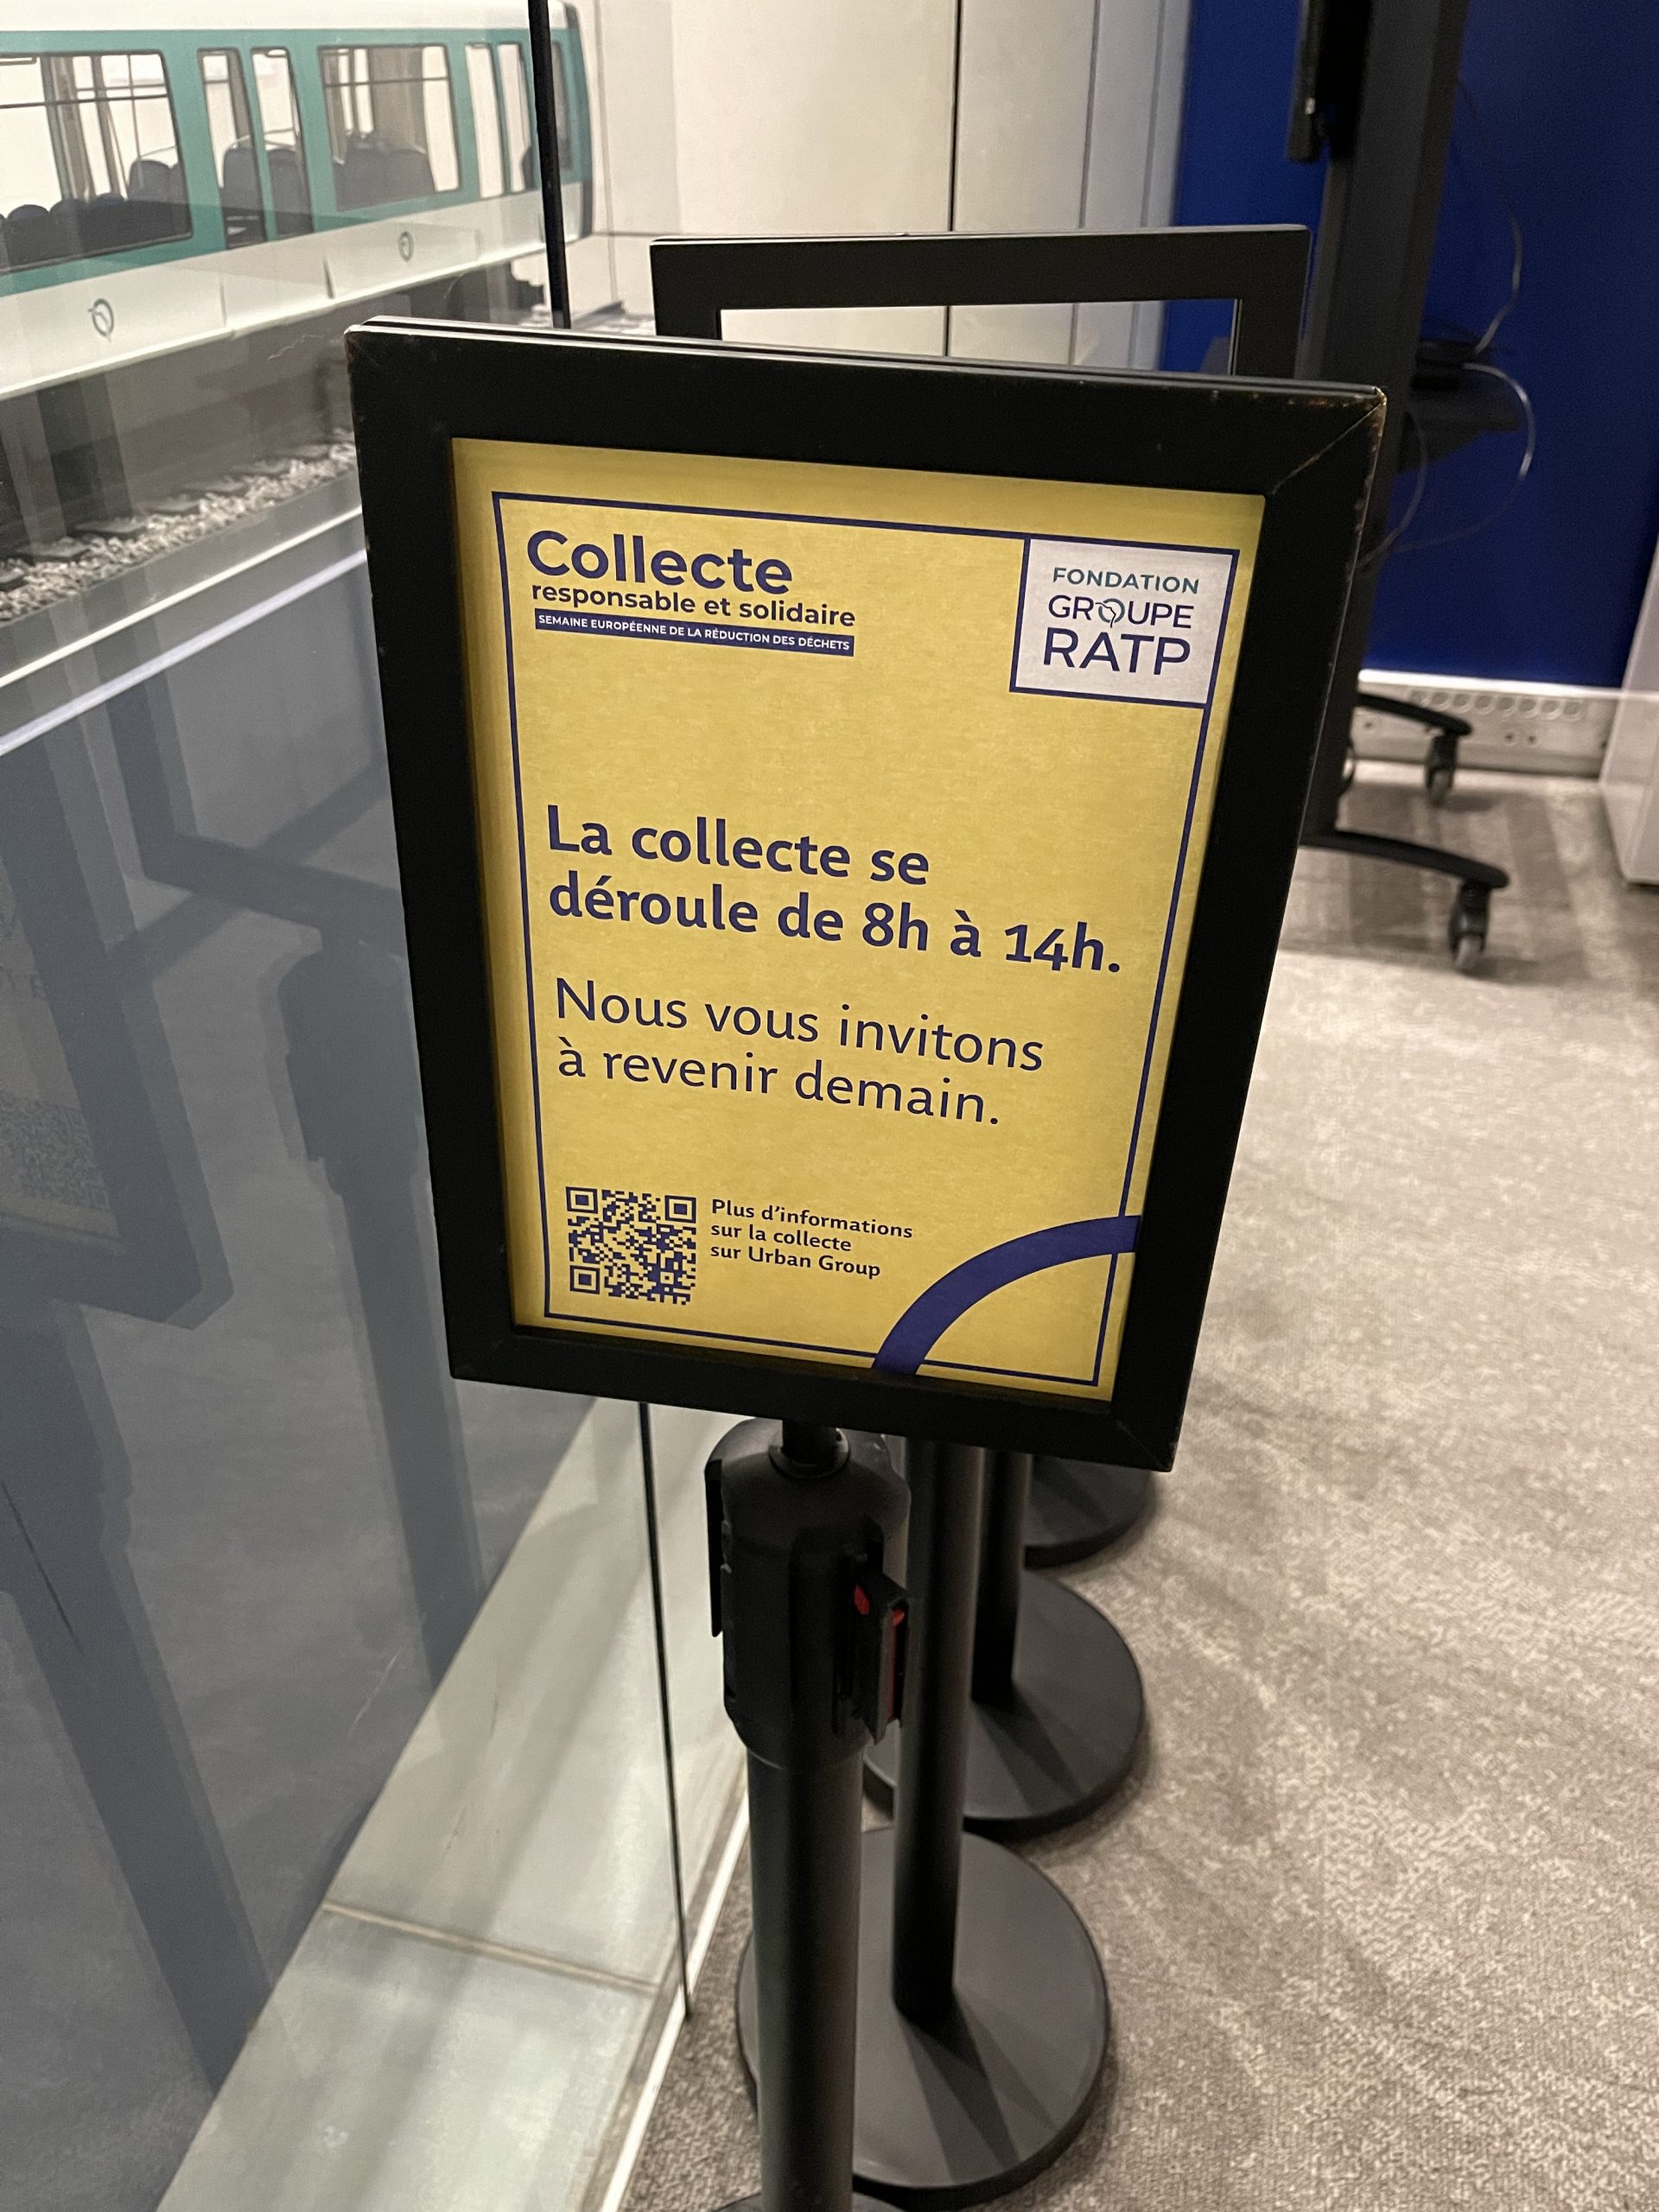 Collecte
responsable et solidaire
SEMAINE EUROPÉENNE DE LA RÉDUCTION DES DÉCHETS
FONDATION
GROUPE
RATP
La collecte se
déroule de 8h à 14h.
Nous vous invitons
à revenir demain.
Plus d'informations
sur la collecte
sur Urban Group